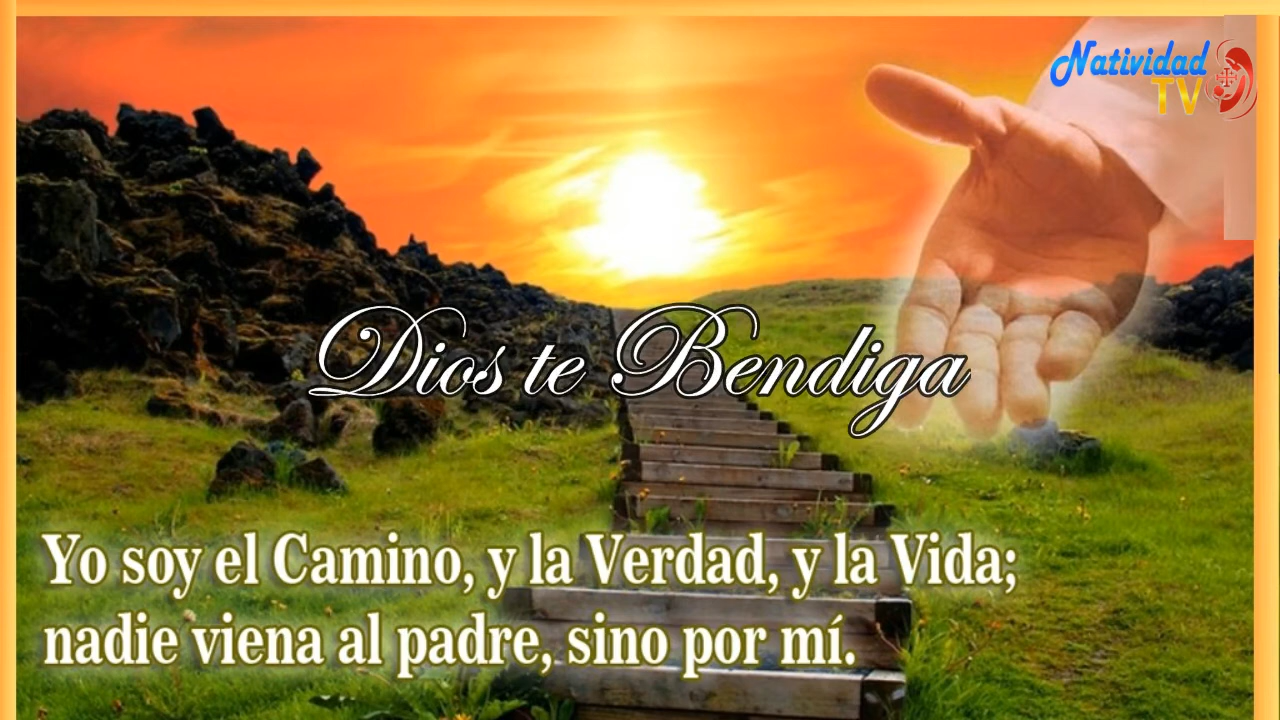 Natividad
TV
Dios te Bendiga
Yo soy el Camino, y la Verdad, y la Vida;
nadie viena al padre, sino por mí.